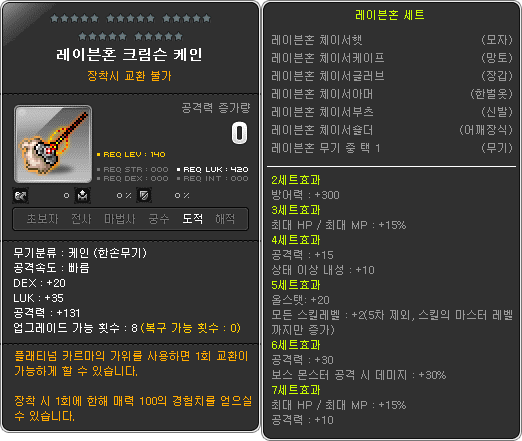 레이븐혼 크림슨 케인
장착시 교환 불가
공격력 증가량
0
REQ LEV : 140
REQ STR : 000 REQ LUK : 420
REQ DEX : 000 REQ INT : 000
0 0 % 0 %
초보자 전사 마법사 궁수 도적 해적
무기분류 : 케인 (한손무기)
공격속도 : 빠름
DEX : +20
LUK : +35
공격력 : +131
업그레이드 가능 횟수 : 8 (복구 가능 횟수 : 0)
플래티넘 카르마의 가위를 사용하면 1회 교환이
가능하게 할 수 있습니다.
장착 시 1회에 한해 매력 100의 경험치를 얻으실
수 있습니다.
레이븐혼 세트
레이븐혼 체이서햇 (모자)
레이븐혼 체이서케이프 (망토)
레이븐혼 체이서글러브 (장갑)
레이븐혼 체이서아머 (한벌옷)
레이븐혼 체이서부츠 (신발)
레이븐혼 체이서숄더 (어깨장식)
레이븐혼 무기 중 택 1 (무기)
2세트효과
방어력 : +300
3세트효과
최대 HP / 최대 MP : +15%
4세트효과
공격력 : +15
상태 이상 내성 : +10
5세트효과
올스탯: +20
모든 스킬레벨 : +2(5차 제외, 스킬의 마스터 레벨
까지만 증가)
6세트효과
공격력 : +30
보스 몬스터 공격 시 데미지 : +30%
7세트효과
최대 HP / 최대 MP : +15%
공격력 : +10